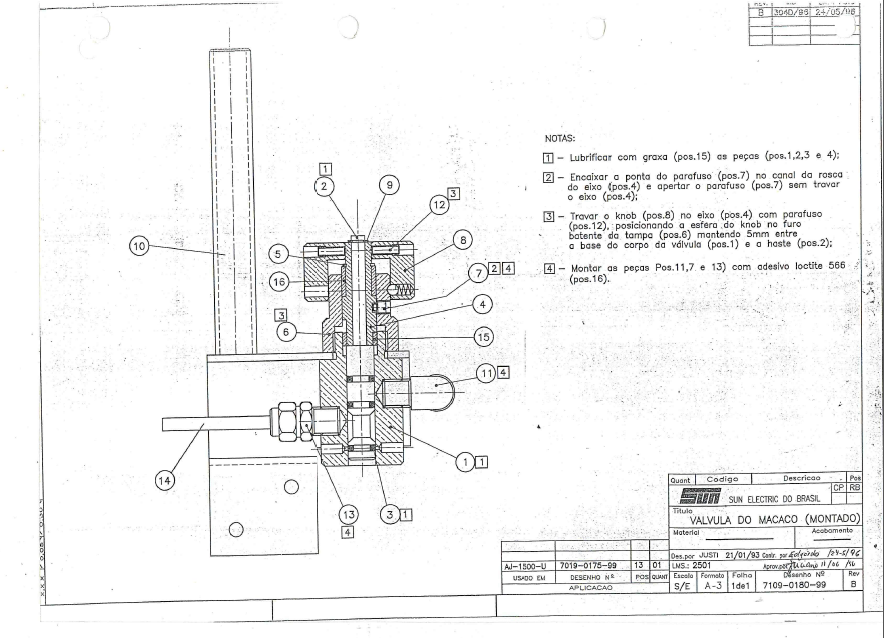 B 3040/96 24/05/96
NOTAS:
1 – Lubrificar com graxa (pos.15) as peças (pos.1,2,3 e 4);
2 – Encaixar a ponta do parafuso (pos.7) no canal da rosca
do eixo (pos.4) e apertar o parafuso (pos.7) sem travar
o eixo (pos.4);
3 – Travar o knob (pos.8) no eixo (pos.4) com parafuso
(pos.12), posicionando a esfera do knob no furo
batente da tampa (pos.6) mantendo 5mm entre
a base do corpo da válvula (pos.1) e a haste (pos.2);
4 – Montar as peças Pos.11,7 e 13) com adesivo loctite 566
(pos.16).
1
2
9
3
12
10
8
5
7 2 4
16
4
3
6
15
11 4
1 1
14
13
4
3 1
Quant Codigo Descricao Pos
CP RB
SUN SUN ELECTRIC DO BRASIL
Titulo
VALVULA DO MACACO (MONTADO)
Material Acabamento
Des.por JUSTI 21/01/93 Contr. por 24-5/96
LMS.: 2501 Aprov.por 11/06/96
AJ-1500-U 7019-0175-99 13 01
USADO EM DESENHO Nº POS QUANT
APLICACAO
Escala Formato Folha Desenho Nº Rev
S/E A-3 1de1 7109-0180-99 B